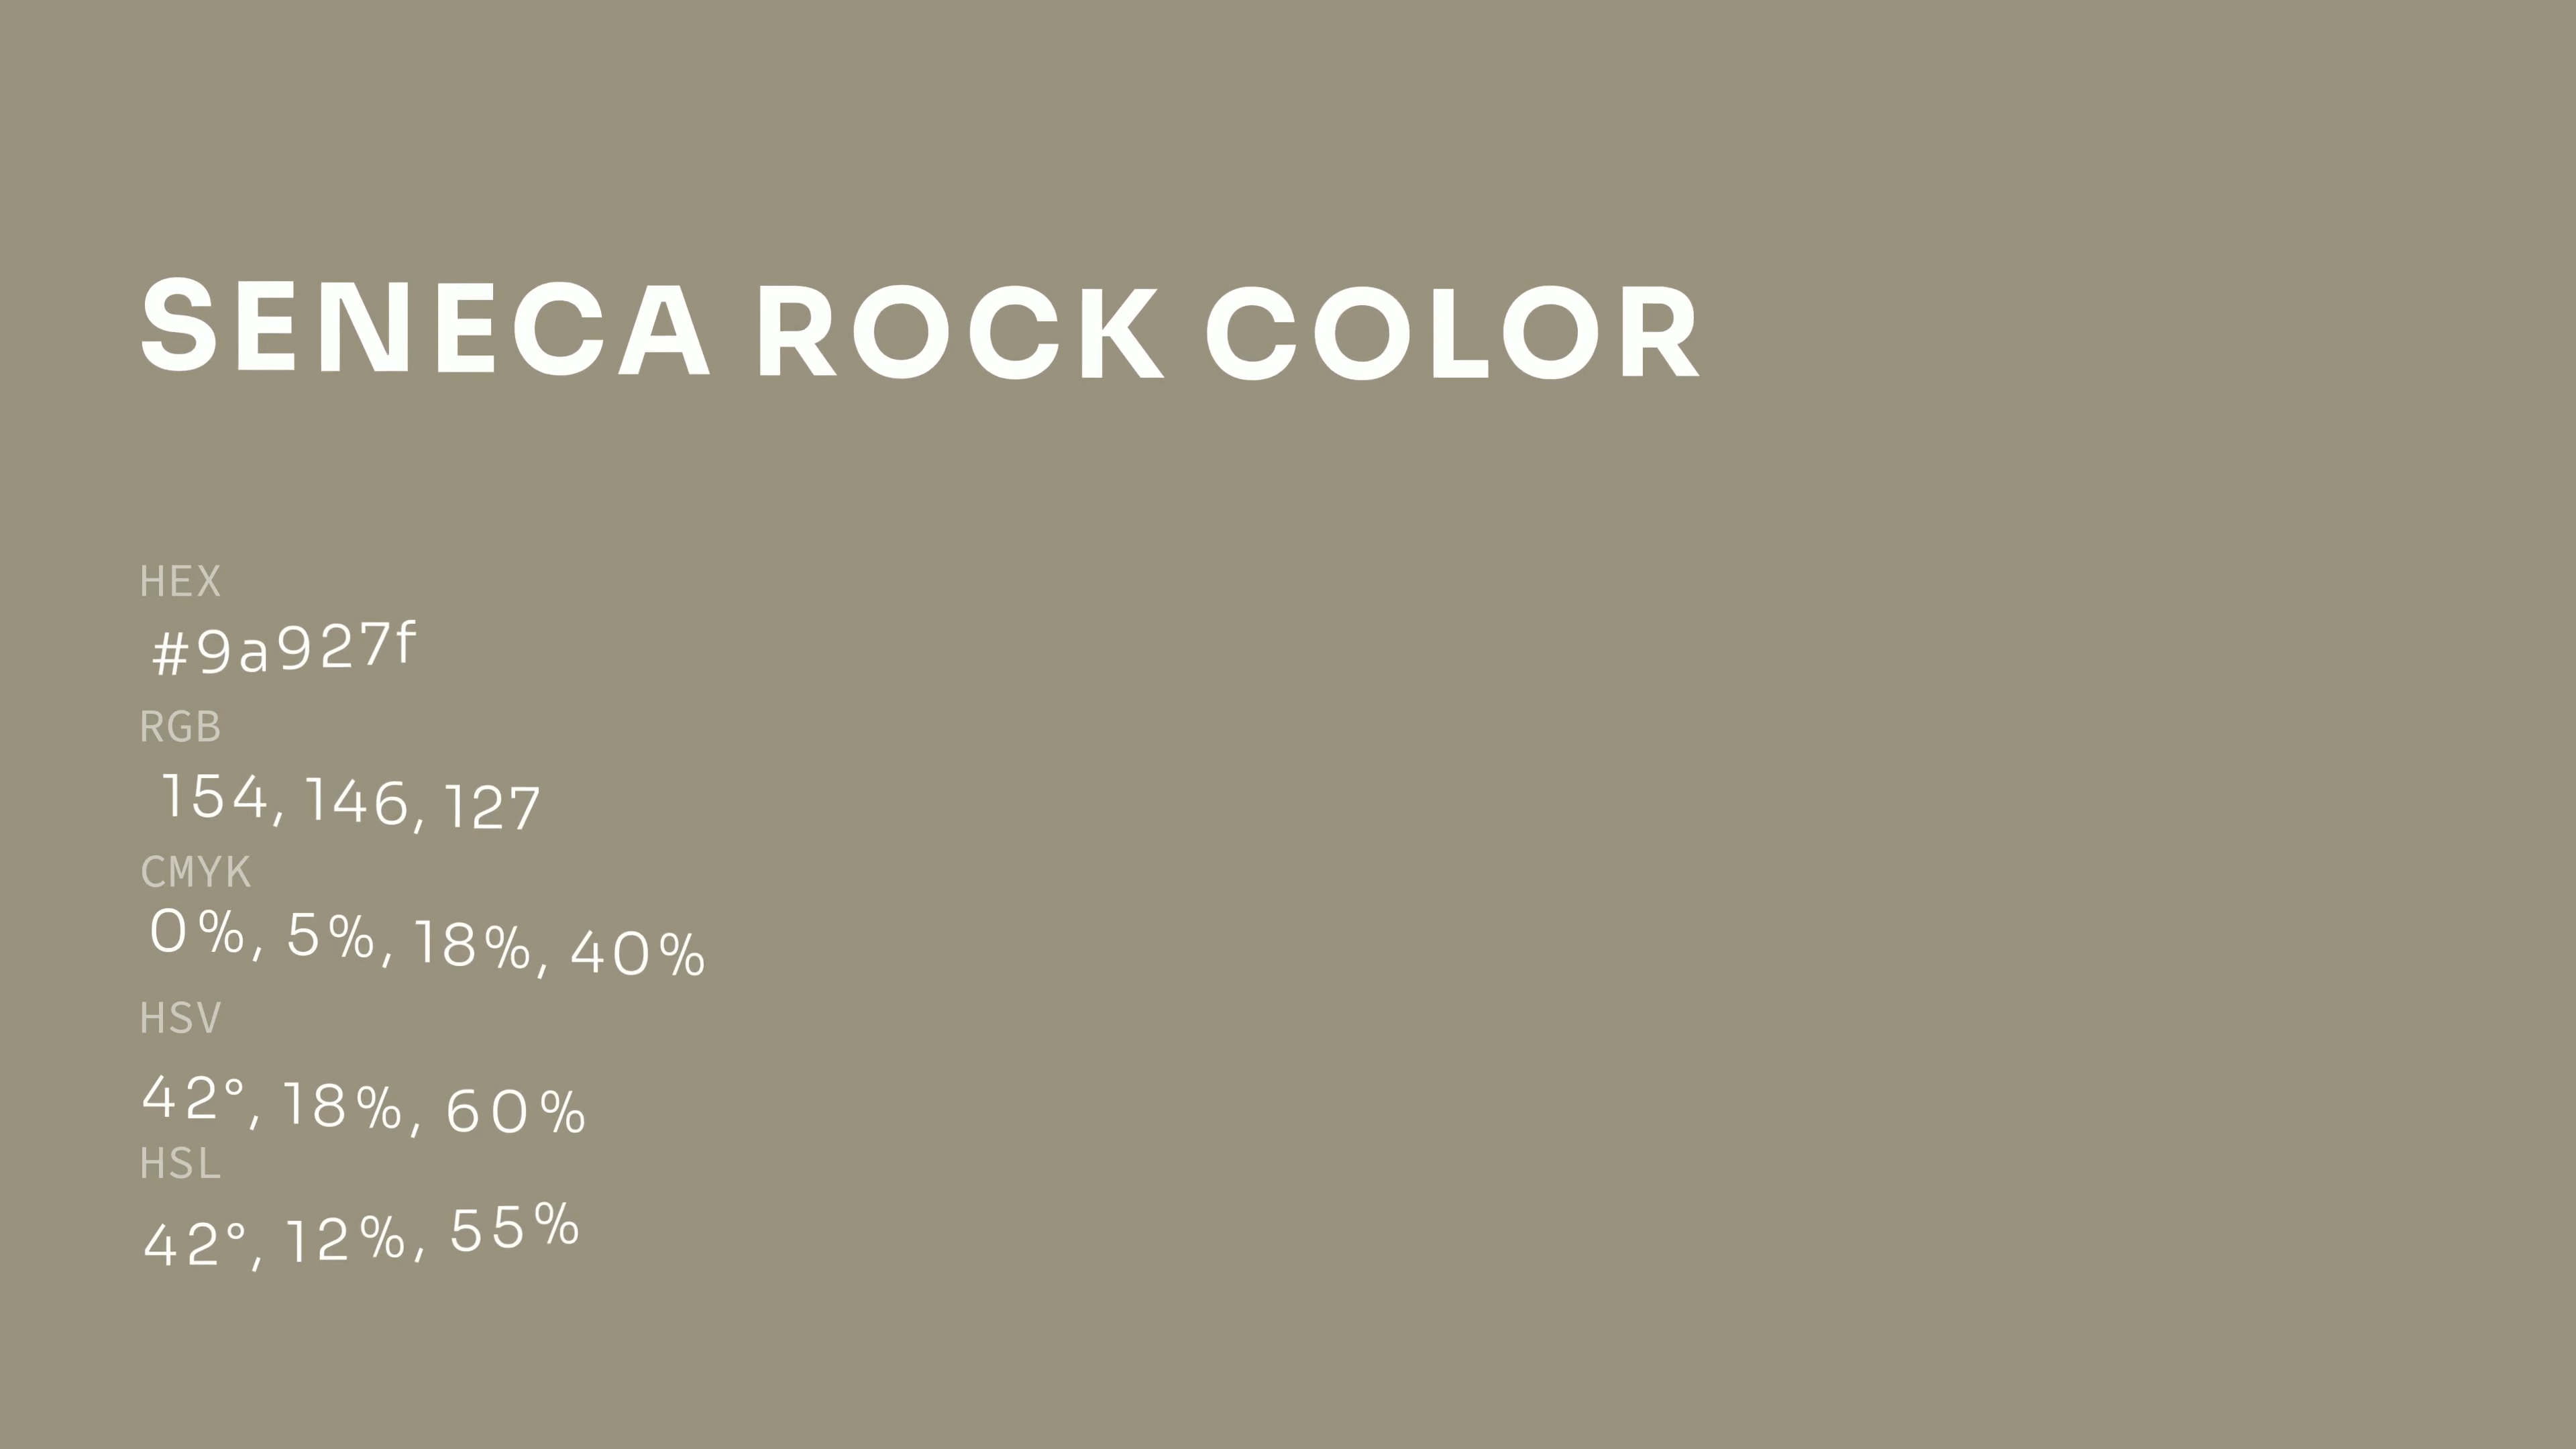 SENECA ROCK COLOR
HEX
#9a927f
RGB
154, 146, 127
CMYK
0%, 5%, 18%, 40%
HSV
42°, 18%, 60%
HSL
42°, 12%, 55%